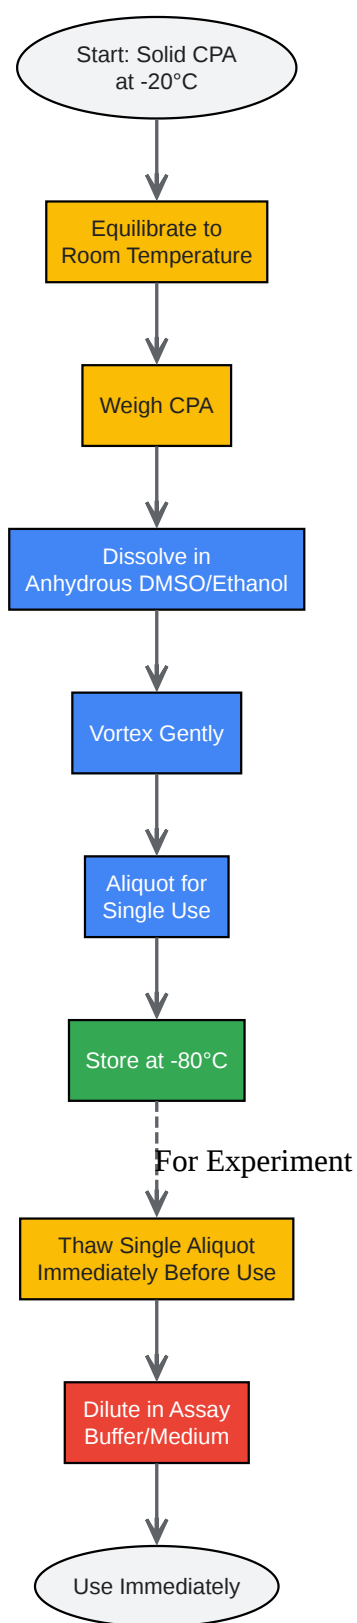 Start: Solid CPA
at -20°C
Equilibrate to
Room Temperature
Weigh CPA
Dissolve in
Anhydrous DMSO/Ethanol
Vortex Gently
Aliquot for
Single Use
Store at -80°C
For Experiment
Thaw Single Aliquot
Immediately Before Use
Dilute in Assay
Buffer/Medium
Use Immediately